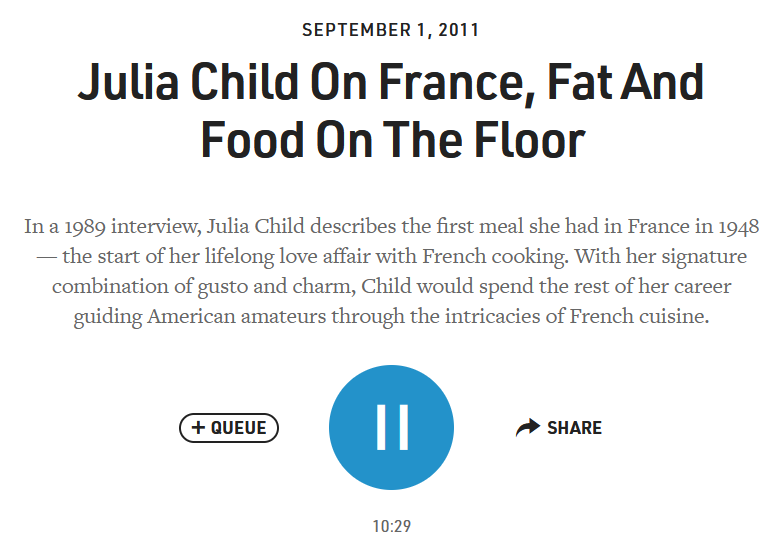 SEPTEMBER 1, 2011
Julia Child On France, Fat And
Food On The Floor
In a 1989 interview, Julia Child describes the first meal she had in France in 1948
— the start of her lifelong love affair with French cooking. With her signature
combination of gusto and charm, Child would spend the rest of her career
guiding American amateurs through the intricacies of French cuisine.
+ QUEUE
SHARE
10:29